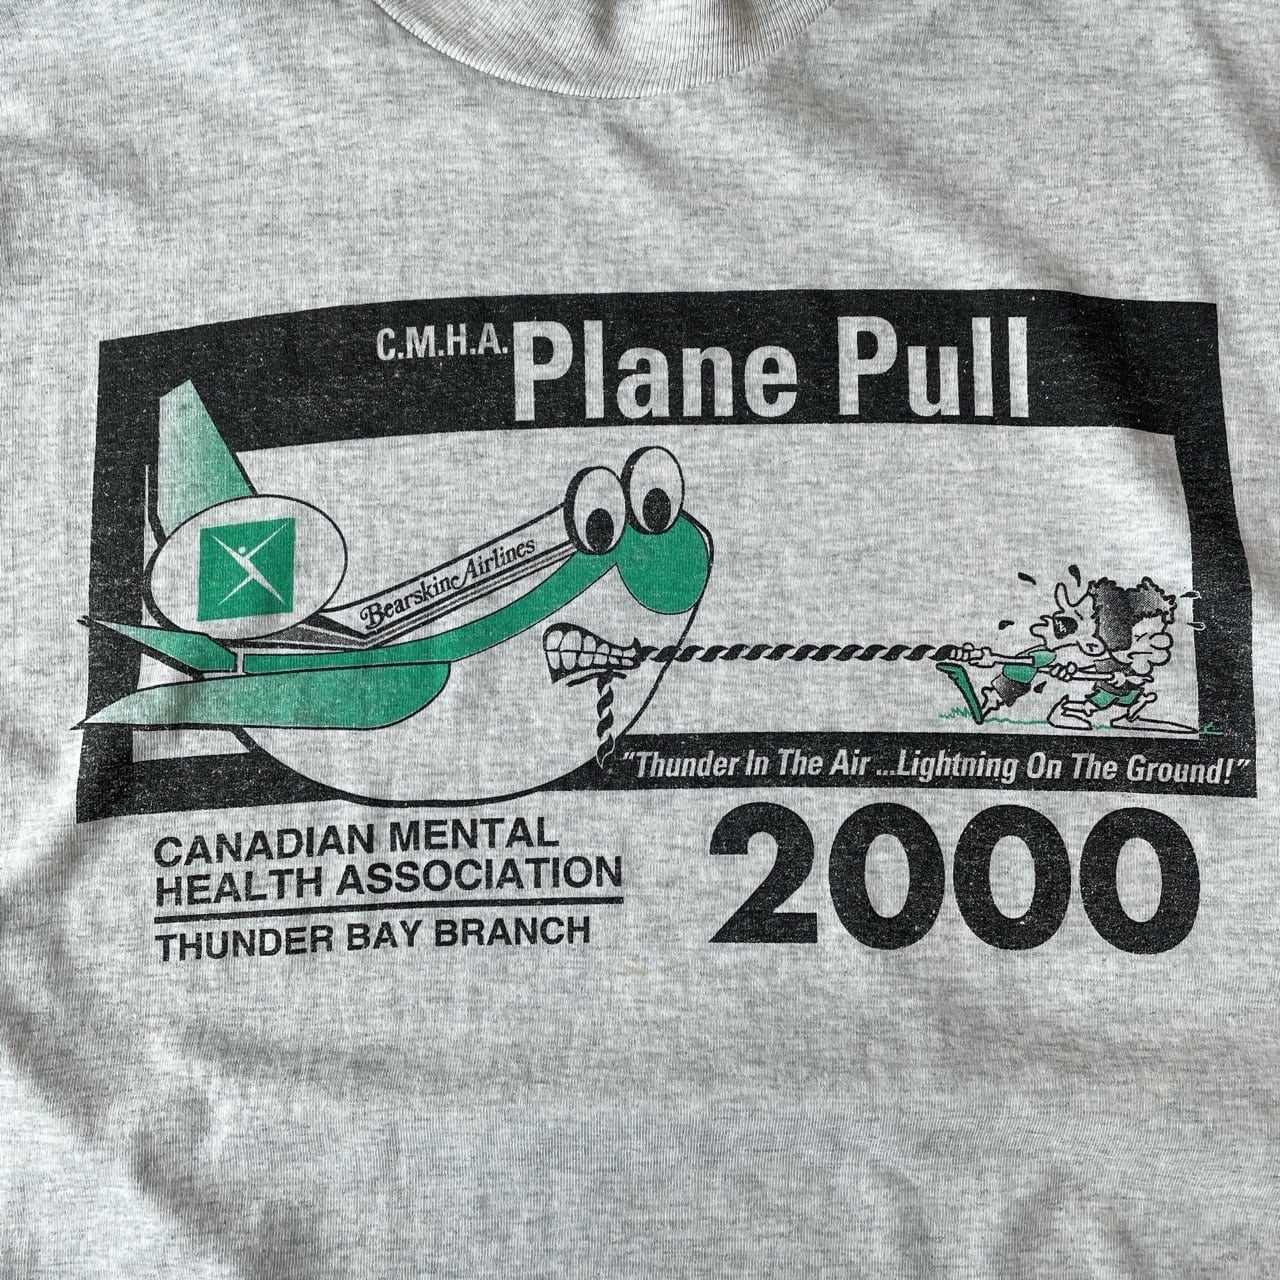 C.M.H.A. Plane Pull
Bearskin Airlines
"Thunder In The Air ...Lightning On The Ground!"
CANADIAN MENTAL
HEALTH ASSOCIATION
THUNDER BAY BRANCH
2000